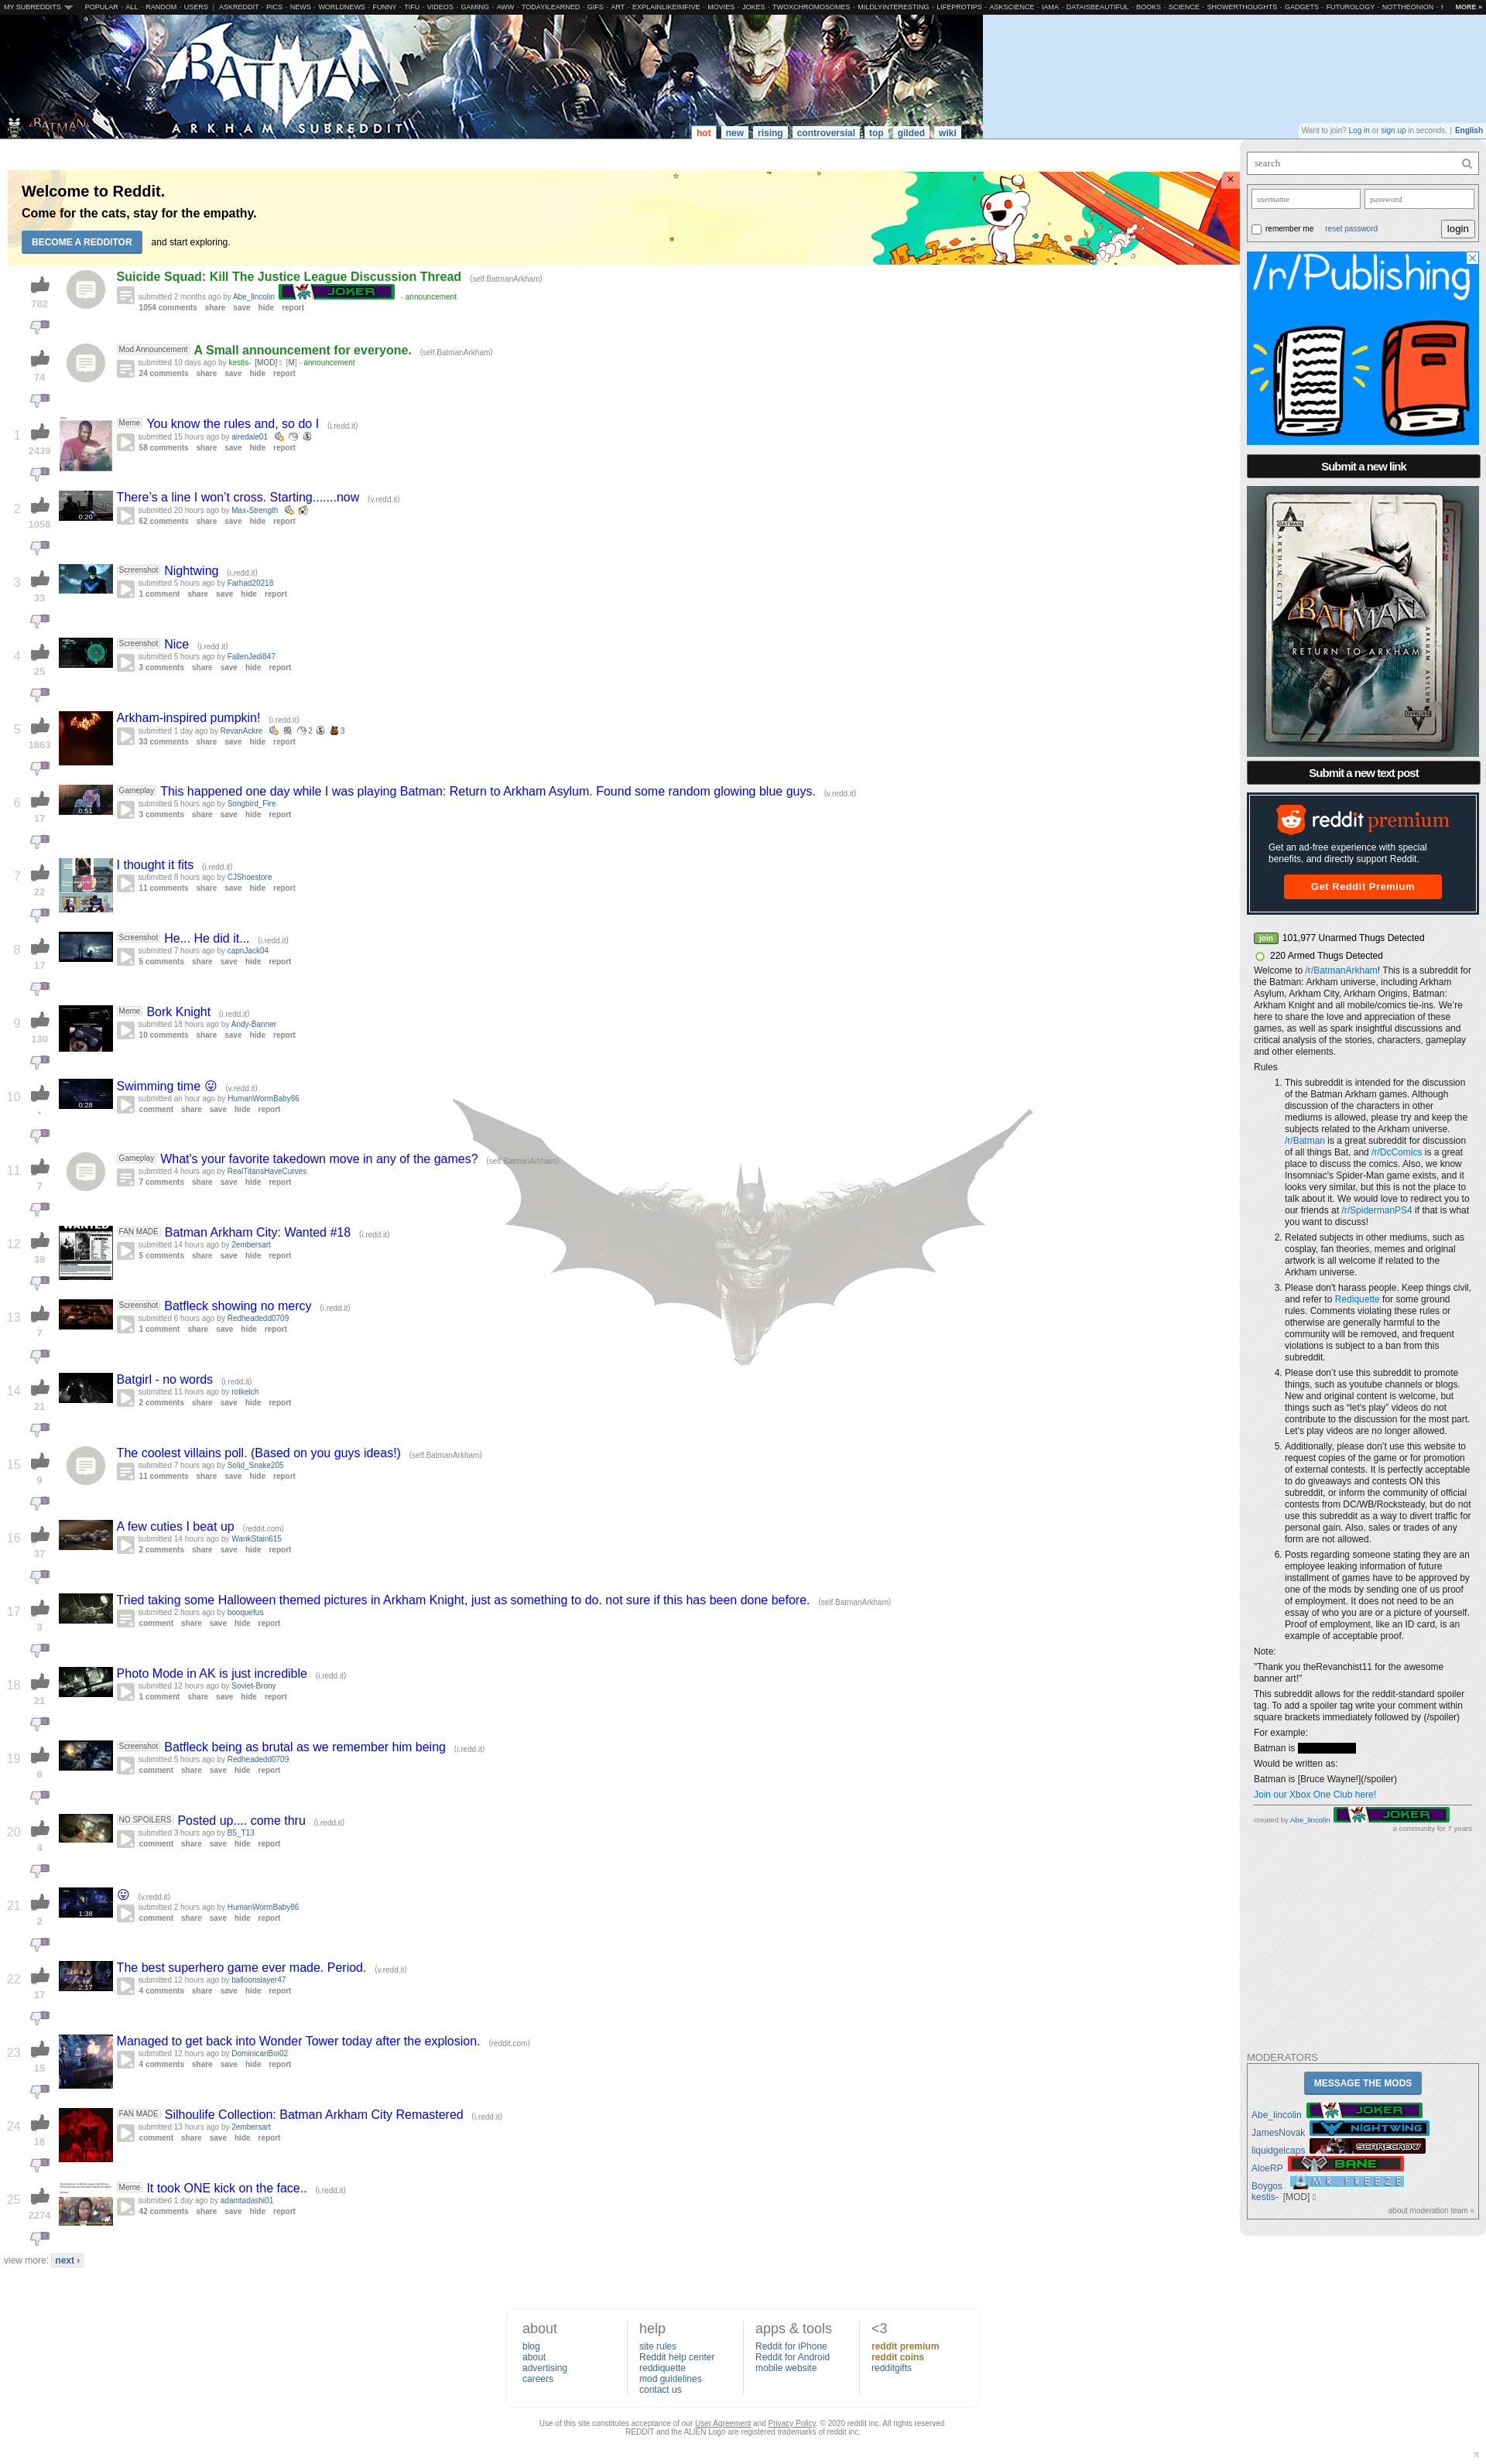 MY SUBREDDITS POPULAR - ALL - RANDOM - USERS | ASKREDDIT - PICS - NEWS - WORLDNEWS - FUNNY - TIFU - VIDEOS - GAMING - AWW - TODAYILEARNED - GIFS - ART - EXPLAINLIKEIMFIVE - MOVIES - JOKES - TWOXCHROMOSOMES - MILDLYINTERESTING - LIFEPROTIPS - ASKSCIENCE - IAMA - DATAISBEAUTIFUL - BOOKS - SCIENCE - SHOWERTHOUGHTS - GADGETS - FUTUROLOGY - NOTTHEONION - MORE »
BATMAN
ARKHAM SUBREDDIT
hot new rising controversial top gilded wiki
Want to join? Log in or sign up in seconds. | English
Welcome to Reddit.
Come for the cats, stay for the empathy.
BECOME A REDDITOR and start exploring.
782
Suicide Squad: Kill The Justice League Discussion Thread (self.BatmanArkham)
submitted 2 months ago by Abe_lincoln JOKER - announcement
1054 comments share save hide report
74
Mod Announcement A Small announcement for everyone. (self.BatmanArkham)
submitted 10 days ago by kestis- [MOD] [M] - announcement
24 comments share save hide report
1
2439
Meme You know the rules and, so do I (i.redd.it)
submitted 15 hours ago by airedale01
58 comments share save hide report
2
1058
0:20
There's a line I won't cross. Starting.......now (v.redd.it)
submitted 20 hours ago by Max-Strength
62 comments share save hide report
3
33
Screenshot Nightwing (i.redd.it)
submitted 5 hours ago by Farhad20218
1 comment share save hide report
4
25
Screenshot Nice (i.redd.it)
submitted 5 hours ago by FallenJedi847
3 comments share save hide report
5
1863
Arkham-inspired pumpkin! (i.redd.it)
submitted 1 day ago by RevanAckre 2 3
33 comments share save hide report
6
17
0:51
Gameplay This happened one day while I was playing Batman: Return to Arkham Asylum. Found some random glowing blue guys. (v.redd.it)
submitted 5 hours ago by Songbird_Fire
3 comments share save hide report
7
22
I thought it fits (i.redd.it)
submitted 8 hours ago by CJShoestore
11 comments share save hide report
8
17
Screenshot He... He did it... (i.redd.it)
submitted 7 hours ago by capnJack04
5 comments share save hide report
9
130
Meme Bork Knight (i.redd.it)
submitted 18 hours ago by Andy-Banner
10 comments share save hide report
10
•
0:28
Swimming time 😛 (v.redd.it)
submitted an hour ago by HumanWormBaby86
comment share save hide report
11
7
Gameplay What's your favorite takedown move in any of the games? (self.BatmanArkham)
submitted 4 hours ago by RealTitansHaveCurves
7 comments share save hide report
12
38
WANTED
FAN MADE Batman Arkham City: Wanted #18 (i.redd.it)
submitted 14 hours ago by 2embersart
5 comments share save hide report
13
7
Screenshot Batfleck showing no mercy (i.redd.it)
submitted 6 hours ago by Redheadedd0709
1 comment share save hide report
14
21
Batgirl - no words (i.redd.it)
submitted 11 hours ago by rotkelch
2 comments share save hide report
15
9
The coolest villains poll. (Based on you guys ideas!) (self.BatmanArkham)
submitted 7 hours ago by Solid_Snake205
11 comments share save hide report
16
37
A few cuties I beat up (reddit.com)
submitted 14 hours ago by WankStain615
2 comments share save hide report
17
3
Tried taking some Halloween themed pictures in Arkham Knight, just as something to do. not sure if this has been done before. (self.BatmanArkham)
submitted 2 hours ago by booquefus
comment share save hide report
18
21
Photo Mode in AK is just incredible (i.redd.it)
submitted 12 hours ago by Soviet-Brony
1 comment share save hide report
19
6
Screenshot Batfleck being as brutal as we remember him being (i.redd.it)
submitted 5 hours ago by Redheadedd0709
comment share save hide report
20
4
NO SPOILERS Posted up.... come thru (i.redd.it)
submitted 3 hours ago by B5_T13
comment share save hide report
21
2
1:38
😛 (v.redd.it)
submitted 2 hours ago by HumanWormBaby86
comment share save hide report
22
17
2:17
The best superhero game ever made. Period. (v.redd.it)
submitted 12 hours ago by balloonslayer47
4 comments share save hide report
23
15
Managed to get back into Wonder Tower today after the explosion. (reddit.com)
submitted 12 hours ago by DominicanBoi02
4 comments share save hide report
24
16
FAN MADE Silhoulife Collection: Batman Arkham City Remastered (i.redd.it)
submitted 13 hours ago by 2embersart
comment share save hide report
25
2274
Meme It took ONE kick on the face.. (i.redd.it)
submitted 1 day ago by adamtadashi01
42 comments share save hide report
view more: next ›
search
username password
remember me reset password login
/r/Publishing
Submit a new link
ARKHAM CITY
JOKER
BATMAN
RETURN TO ARKHAM
ARKHAM ASYLUM
Submit a new text post
reddit premium
Get an ad-free experience with special
benefits, and directly support Reddit.
Get Reddit Premium
join 101,977 Unarmed Thugs Detected
220 Armed Thugs Detected
Welcome to /r/BatmanArkham! This is a subreddit for
the Batman: Arkham universe, including Arkham
Asylum, Arkham City, Arkham Origins, Batman:
Arkham Knight and all mobile/comics tie-ins. We're
here to share the love and appreciation of these
games, as well as spark insightful discussions and
critical analysis of the stories, characters, gameplay
and other elements.
Rules
1. This subreddit is intended for the discussion
of the Batman Arkham games. Although
discussion of the characters in other
mediums is allowed, please try and keep the
subjects related to the Arkham universe.
/r/Batman is a great subreddit for discussion
of all things Bat, and /r/DcComics is a great
place to discuss the comics. Also, we know
Insomniac's Spider-Man game exists, and it
looks very similar, but this is not the place to
talk about it. We would love to redirect you to
our friends at /r/SpidermanPS4 if that is what
you want to discuss!
2. Related subjects in other mediums, such as
cosplay, fan theories, memes and original
artwork is all welcome if related to the
Arkham universe.
3. Please don't harass people. Keep things civil,
and refer to Rediquette for some ground
rules. Comments violating these rules or
otherwise are generally harmful to the
community will be removed, and frequent
violations is subject to a ban from this
subreddit.
4. Please don't use this subreddit to promote
things, such as youtube channels or blogs.
New and original content is welcome, but
things such as "let's play" videos do not
contribute to the discussion for the most part.
Let's play videos are no longer allowed.
5. Additionally, please don't use this website to
request copies of the game or for promotion
of external contests. It is perfectly acceptable
to do giveaways and contests ON this
subreddit, or inform the community of official
contests from DC/WB/Rocksteady, but do not
use this subreddit as a way to divert traffic for
personal gain. Also, sales or trades of any
form are not allowed.
6. Posts regarding someone stating they are an
employee leaking information of future
installment of games have to be approved by
one of the mods by sending one of us proof
of employment. It does not need to be an
essay of who you are or a picture of yourself.
Proof of employment, like an ID card, is an
example of acceptable proof.
Note:
"Thank you theRevanchist11 for the awesome
banner art!"
This subreddit allows for the reddit-standard spoiler
tag. To add a spoiler tag write your comment within
square brackets immediately followed by (/spoiler)
For example:
Batman is
Would be written as:
Batman is [Bruce Wayne!](/spoiler)
Join our Xbox One Club here!
created by Abe_lincoln JOKER
a community for 7 years
MODERATORS
MESSAGE THE MODS
Abe_lincoln JOKER
JamesNovak NIGHTWING
liquidgelcaps SCARECROW
AloeRP BANE
Boygos MR. FREEZE
kestis- [MOD]
about moderation team »
about
blog
about
advertising
careers
help
site rules
Reddit help center
reddiquette
mod guidelines
contact us
apps & tools
Reddit for iPhone
Reddit for Android
mobile website
<3
reddit premium
reddit coins
redditgifts
Use of this site constitutes acceptance of our User Agreement and Privacy Policy. © 2020 reddit inc. All rights reserved.
REDDIT and the ALIEN Logo are registered trademarks of reddit inc.
π